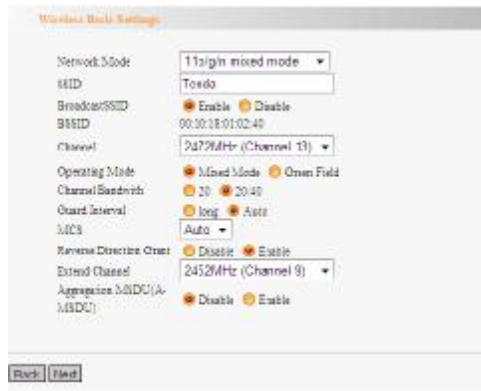 Wireless Basic Settings
Network Mode 11b/g/n mixed mode
SSID Tenda
Broadcast(SSID) Enable Disable
BSSID 00:10:18:01:02:40
Channel 2472MHz (Channel 13)
Operating Mode Mixed Mode Green Field
Channel Bandwith 20 20/40
Guard Interval long Auto
MCS Auto
Reverse Direction Grant Disable Enable
Extend Channel 2452MHz (Channel 9)
Aggregation MSDU(A-
MSDU) Disable Enable
Back Next